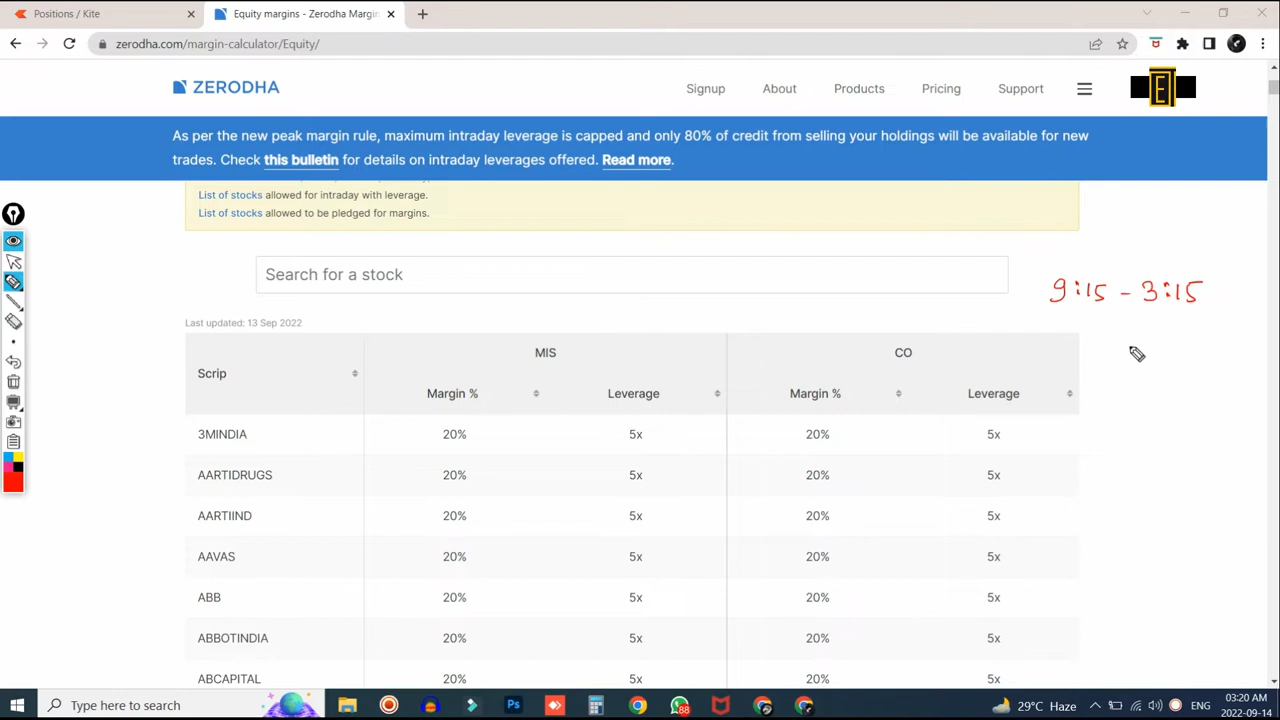 Positions / Kite
Equity margins - Zerodha Margin
zerodha.com/margin-calculator/Equity/
ZERODHA
Signup
About
Products
Pricing
Support
E
As per the new peak margin rule, maximum intraday leverage is capped and only 80% of credit from selling your holdings will be available for new
trades. Check this bulletin for details on intraday leverages offered. Read more.
List of stocks allowed for intraday with leverage.
List of stocks allowed to be pledged for margins.
Search for a stock
9:15 - 3:15
Last updated: 13 Sep 2022
Scrip
MIS
CO
Margin %
Leverage
Margin %
Leverage
3MINDIA 20% 5x 20% 5x
AARTIDRUGS 20% 5x 20% 5x
AARTIIND 20% 5x 20% 5x
AAVAS 20% 5x 20% 5x
ABB 20% 5x 20% 5x
ABBOTINDIA 20% 5x 20% 5x
ABCAPITAL 20% 5x 20% 5x
Type here to search
Ps
88
29°C Haze
ENG
03:20 AM
2022-09-14